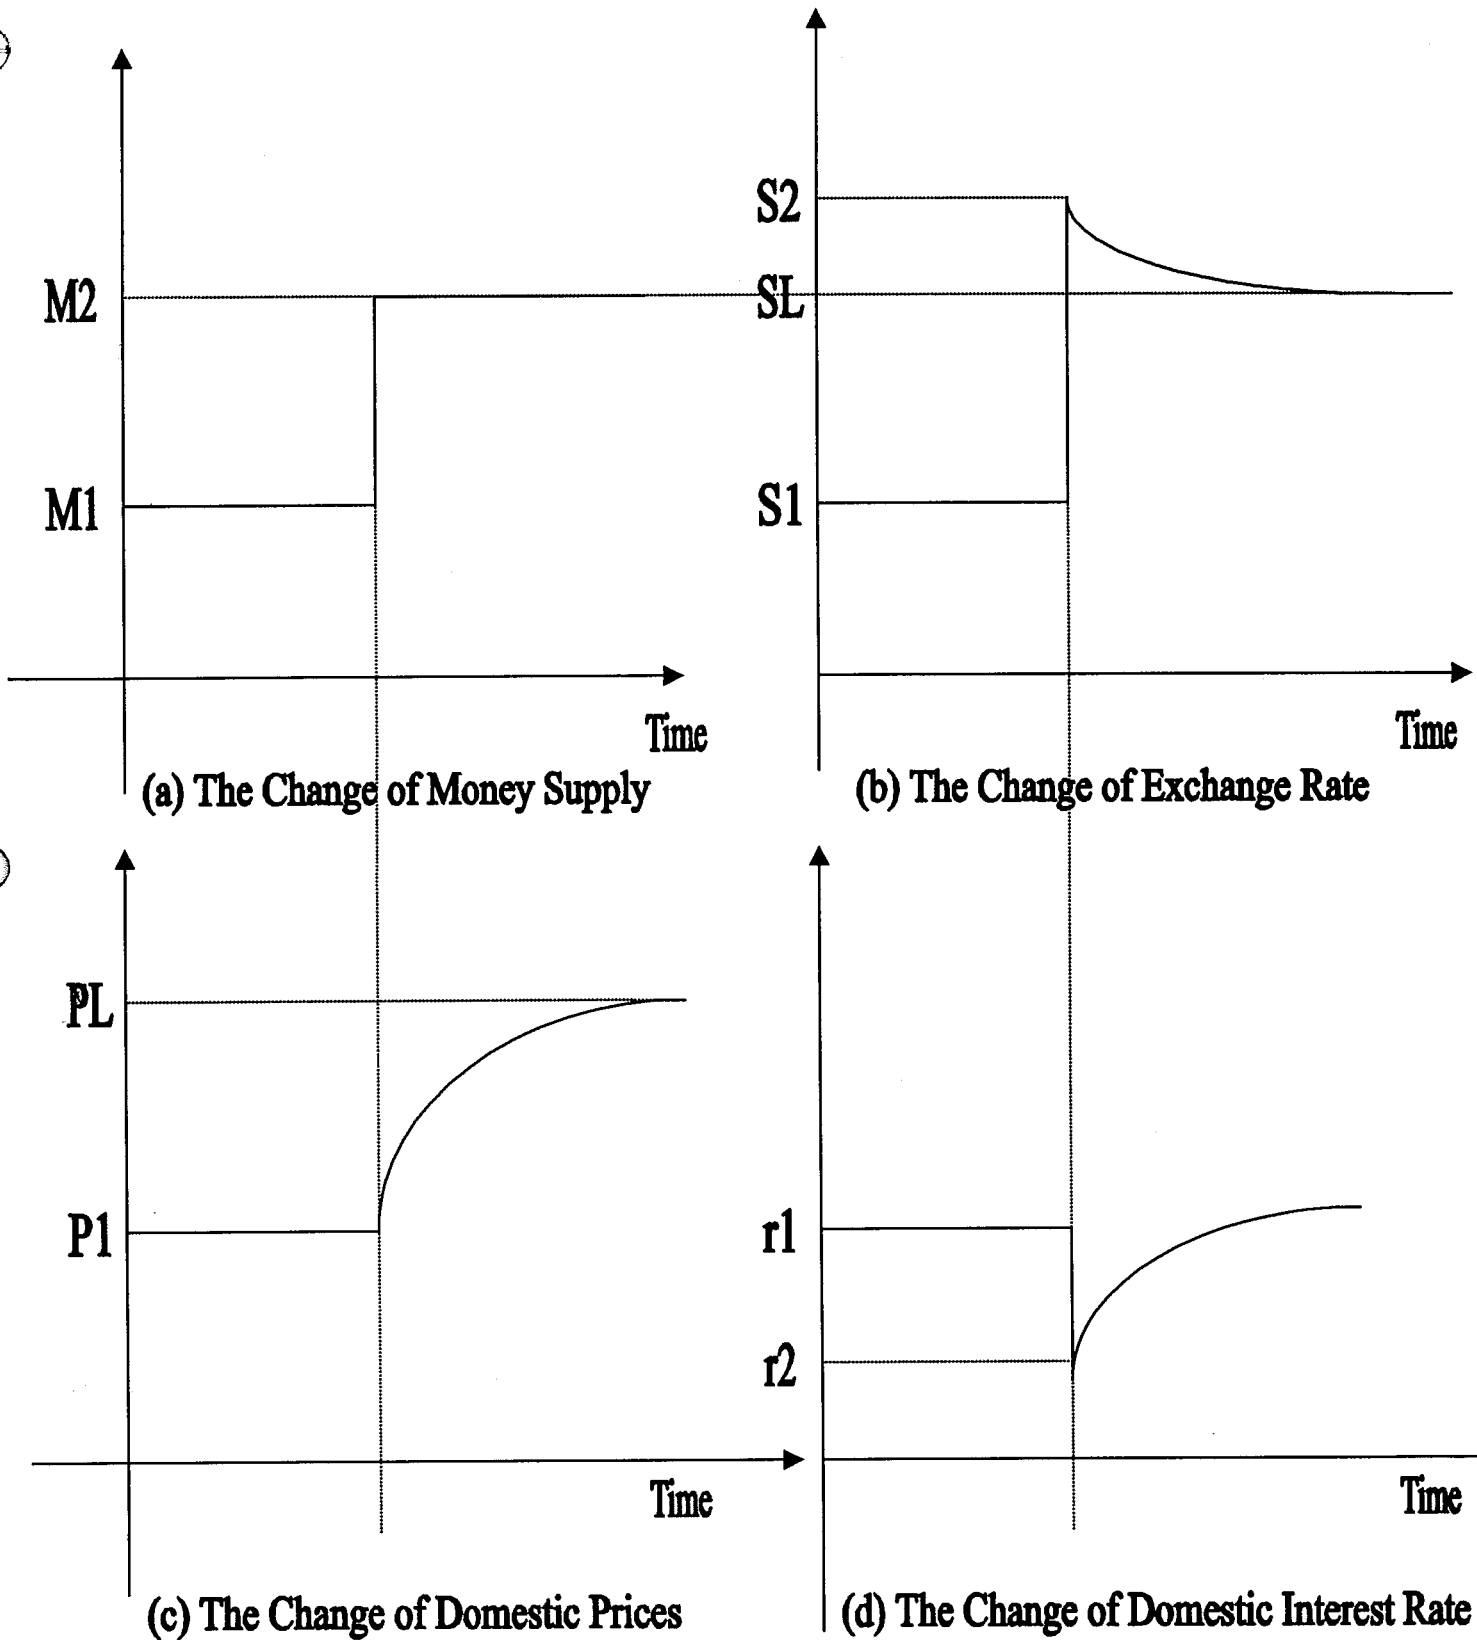 S2
M2
SL
M1
S1
Time
Time
(a) The Change of Money Supply
(b) The Change of Exchange Rate
PL
P1
r1
r2
Time
Time
(c) The Change of Domestic Prices
(d) The Change of Domestic Interest Rate